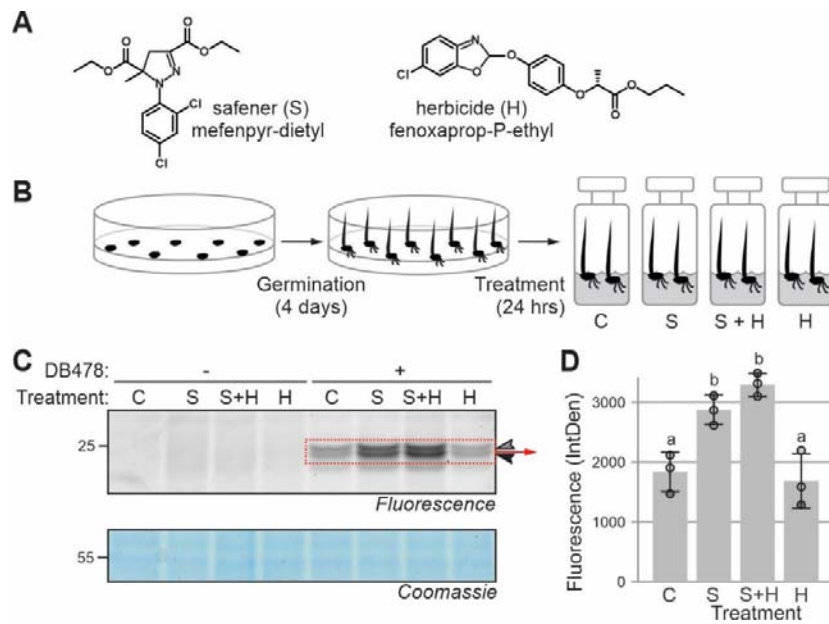 A
safener (S)
mefenpyr-dietyl
herbicide (H)
fenoxaprop-P-ethyl
B
Germination
(4 days)
Treatment
(24 hrs)
C S S + H H
C
DB478: - +
Treatment: C S S+H H C S S+H H
25
Fluorescence
55
Coomassie
D
Fluorescence (IntDen)
3000
2000
1000
0
a b b a
C S S+H H
Treatment
O O O O N N Cl Cl
Cl N O O O O O